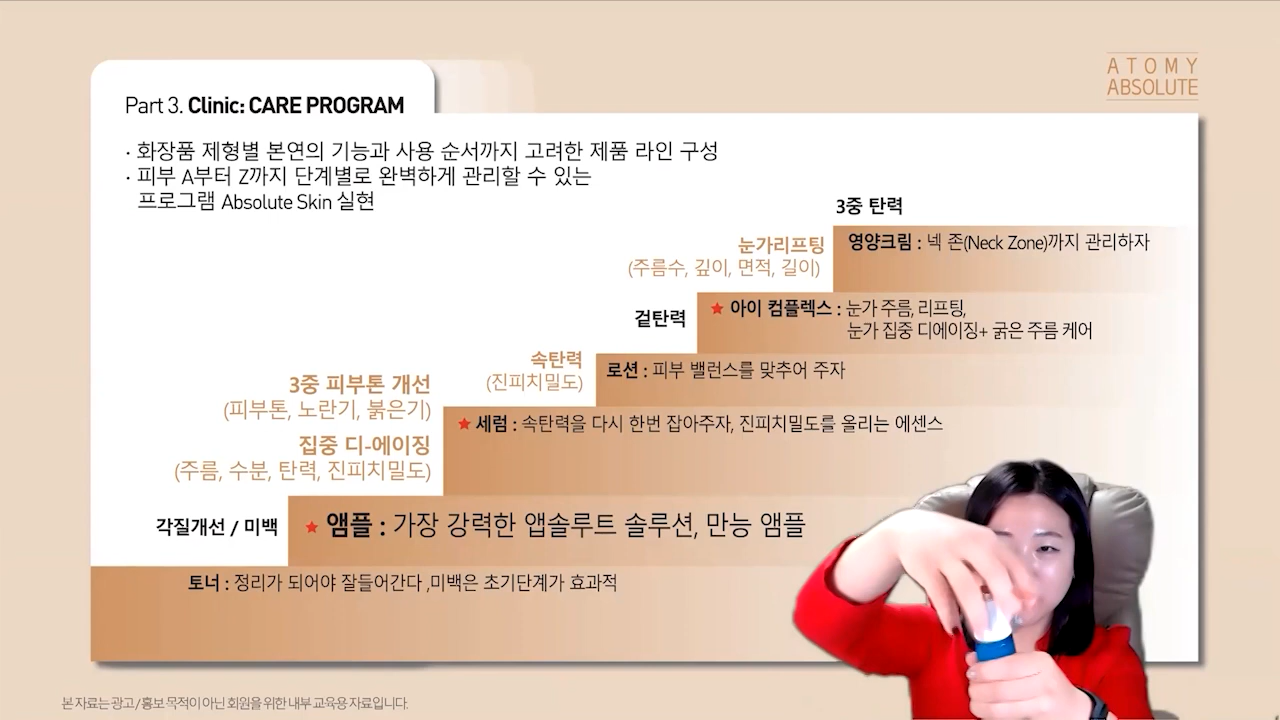 ATOMY
ABSOLUTE
Part 3. Clinic: CARE PROGRAM
· 화장품 제형별 본연의 기능과 사용 순서까지 고려한 제품 라인 구성
· 피부 A부터 Z까지 단계별로 완벽하게 관리할 수 있는
프로그램 Absolute Skin 실현
3중 탄력
영양크림 : 넥 존(Neck Zone)까지 관리하자
눈가리프팅
(주름수, 깊이, 면적, 길이)
★ 아이 컴플렉스 : 눈가 주름, 리프팅,
눈가 집중 디에이징+ 굵은 주름 케어
겉탄력
로션 : 피부 밸런스를 맞추어 주자
속탄력
(진피치밀도)
★ 세럼 : 속탄력을 다시 한번 잡아주자, 진피치밀도를 올리는 에센스
3중 피부톤 개선
(피부톤, 노란기, 붉은기)
집중 디-에이징
(주름, 수분, 탄력, 진피치밀도)
★ 앰플 : 가장 강력한 앱솔루트 솔루션, 만능 앰플
각질개선 / 미백
토너 : 정리가 되어야 잘들어간다 ,미백은 초기단계가 효과적
본 자료는 광고/홍보 목적이 아닌 회원을 위한 내부 교육용 자료입니다.